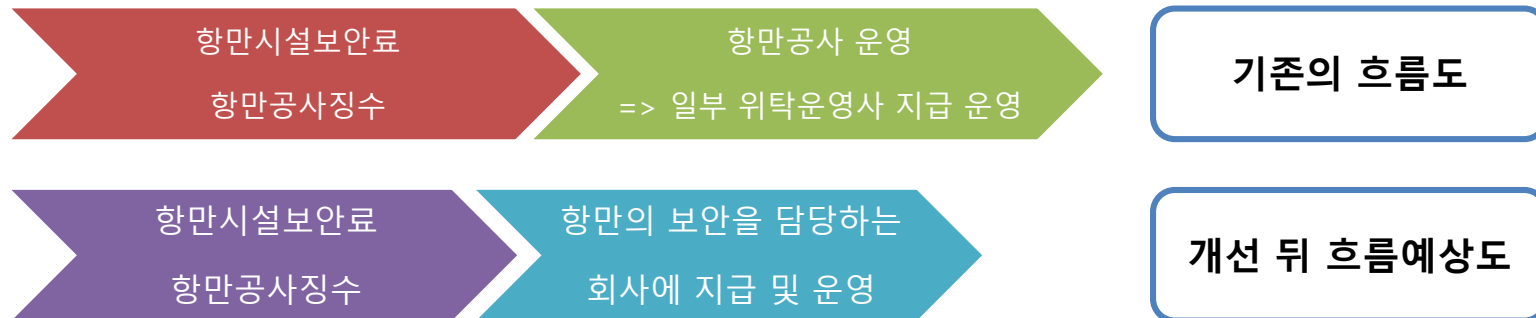 항만시설보안료
항만공사징수
항만공사 운영
=> 일부 위탁운영사 지급 운영
기존의 흐름도
항만시설보안료
항만공사징수
항만의 보안을 담당하는
회사에 지급 및 운영
개선 뒤 흐름예상도